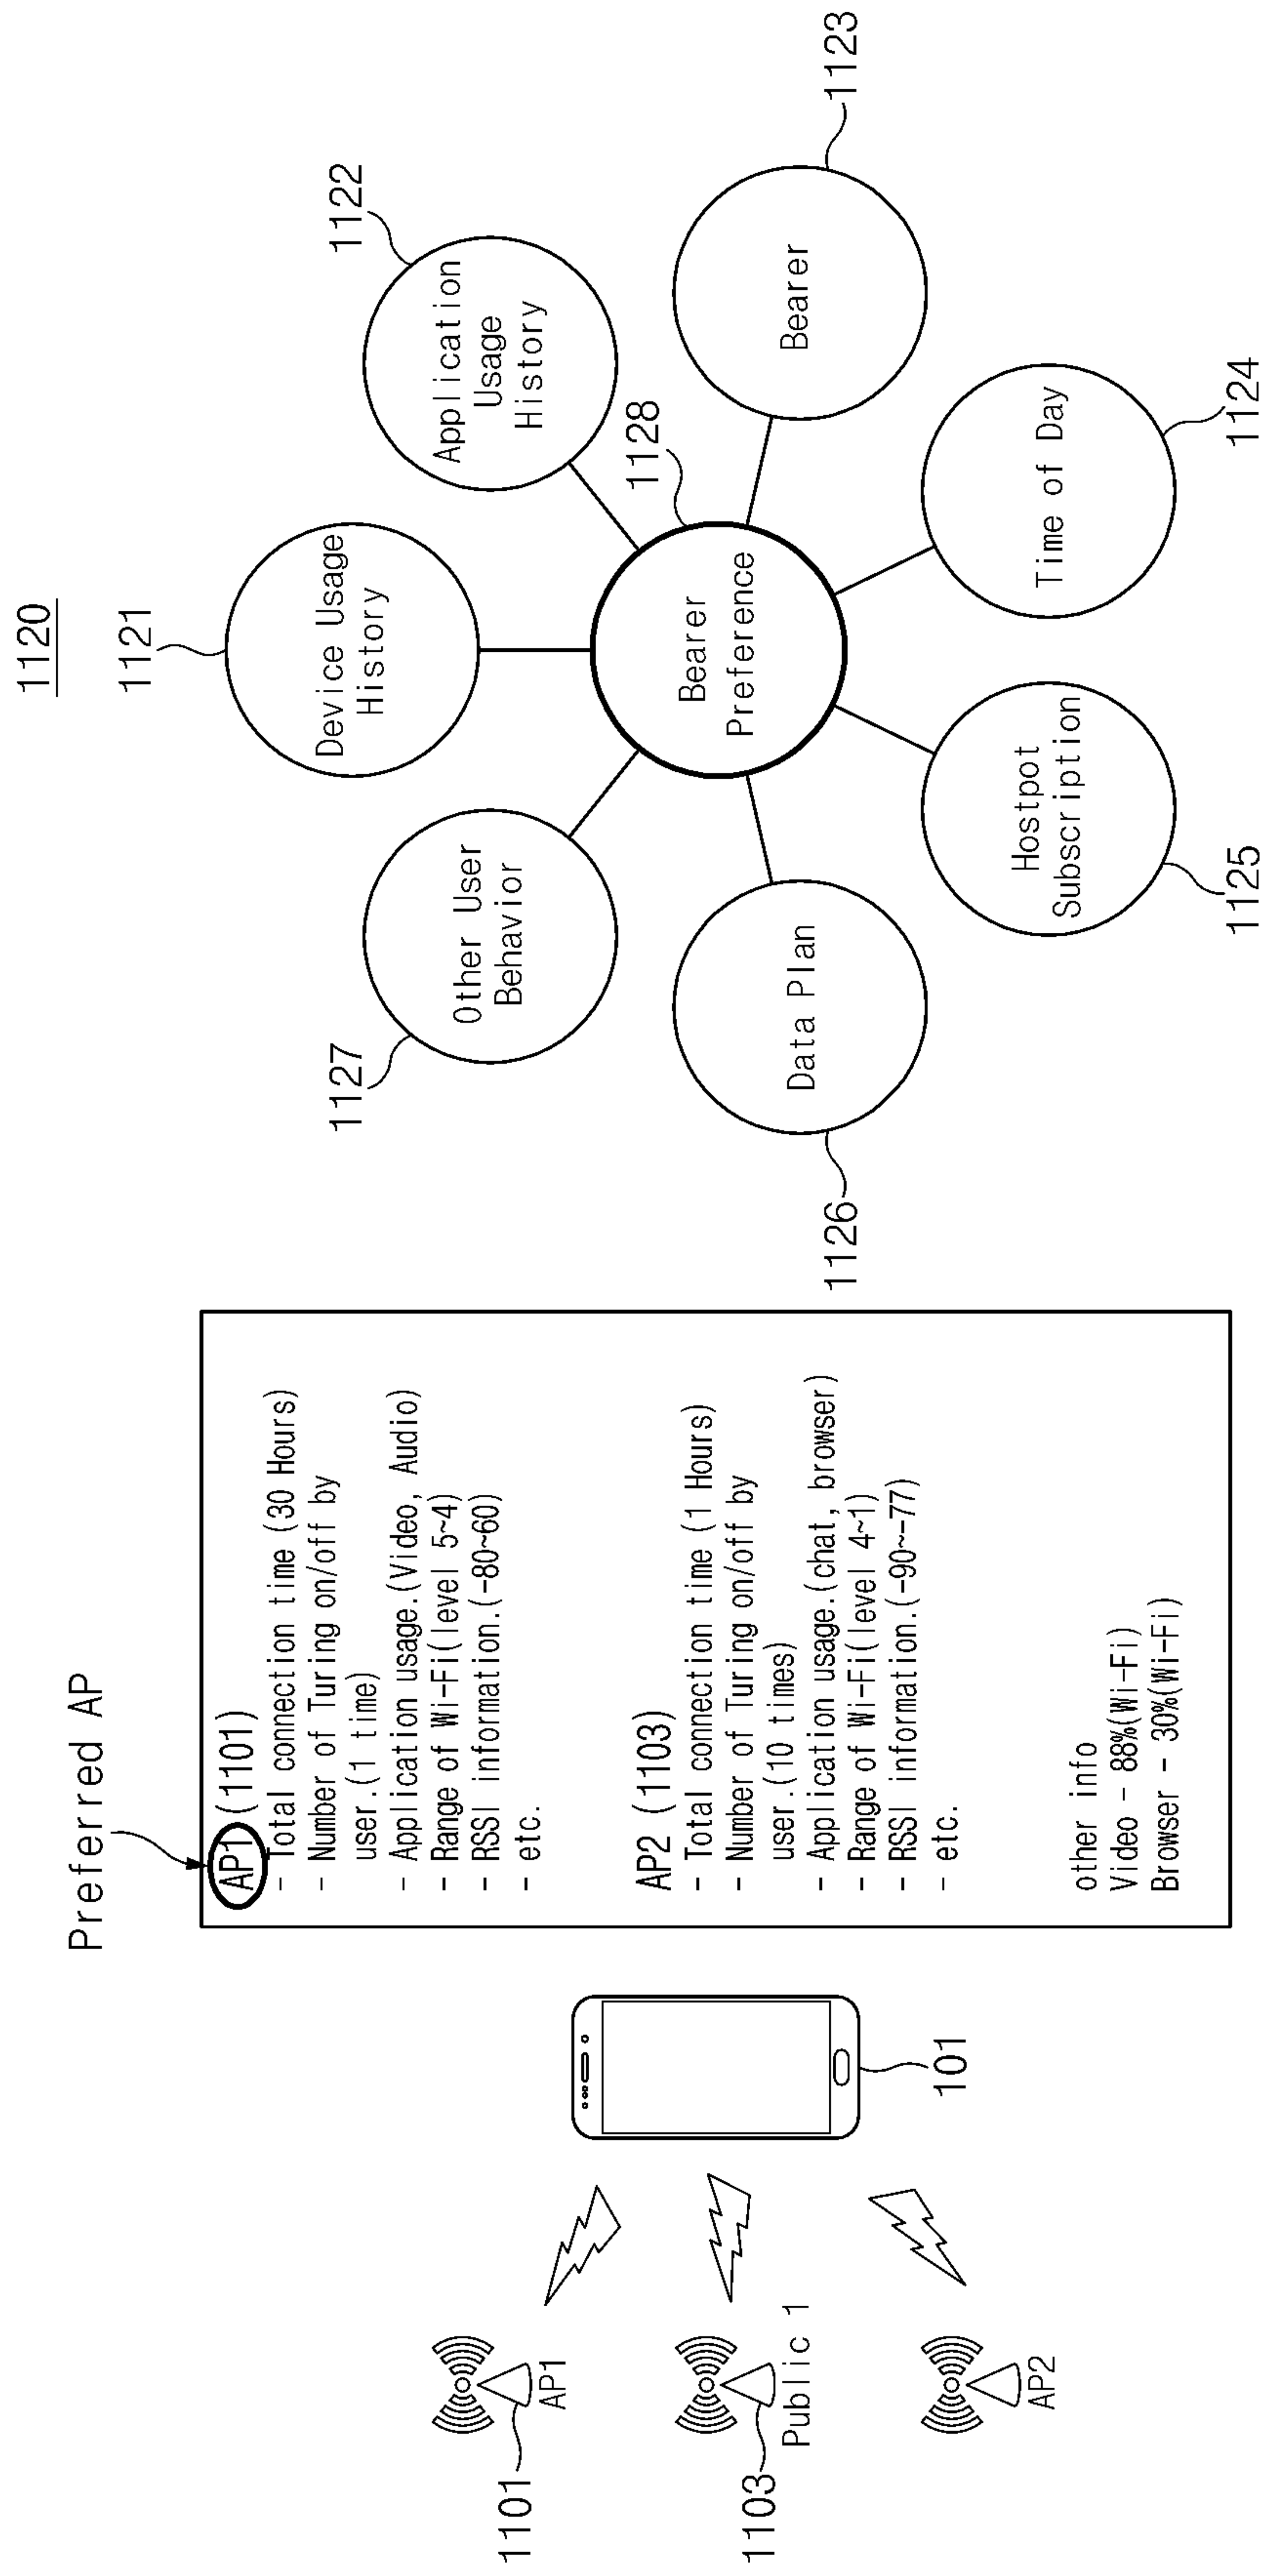 1120
Preferred AP
AP1 (1101)
- Total connection time (30 Hours)
- Number of Turing on/off by
user.(1 time)
- Application usage.(Video, Audio)
- Range of Wi-Fi(level 5~4)
- RSSI information.(-80~60)
- etc.
AP2 (1103)
- Total connection time (1 Hours)
- Number of Turing on/off by
user.(10 times)
- Application usage.(chat, browser)
- Range of Wi-Fi(level 4~1)
- RSSI information.(-90~-77)
- etc.
other info
Video - 88%(Wi-Fi)
Browser - 30%(Wi-Fi)
1101
AP1
1103
Public 1
AP2
101
1121
Device Usage
History
1122
Application
Usage
History
1123
Bearer
1124
Time of Day
1125
Hostpot
Subscription
1126
Data Plan
1127
Other User
Behavior
1128
Bearer
Preference